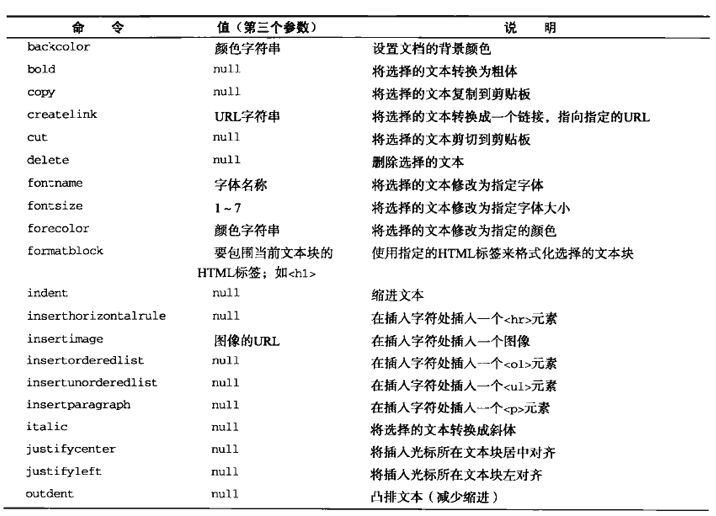 命 令 值（第三个参数） 说 明
backcolor 颜色字符串 设置文档的背景颜色
bold null 将选择的文本转换为粗体
copy null 将选择的文本复制到剪贴板
createlink URL字符串 将选择的文本转换成一个链接，指向指定的URL
cut null 将选择的文本剪切到剪贴板
delete null 删除选择的文本
fontname 字体名称 将选择的文本修改为指定字体
fontsize 1~7 将选择的文本修改为指定字体大小
forecolor 颜色字符串 将选择的文本修改为指定的颜色
formatblock 要包围当前文本块的 使用指定的HTML标签来格式化选择的文本块
HTML标签；如<h1>
indent null 缩进文本
inserthorizontalrule null 在插入字符处插入一个<hr>元素
insertimage 图像的URL 在插入字符处插入一个图像
insertorderedlist null 在插入字符处插入一个<ol>元素
insertunorderedlist null 在插入字符处插入一个<ul>元素
insertparagraph null 在插入字符处插入一个<p>元素
italic null 将选择的文本转换成斜体
justifycenter null 将插入光标所在文本块居中对齐
justifyleft null 将插入光标所在文本块左对齐
outdent null 凸排文本（减少缩进）